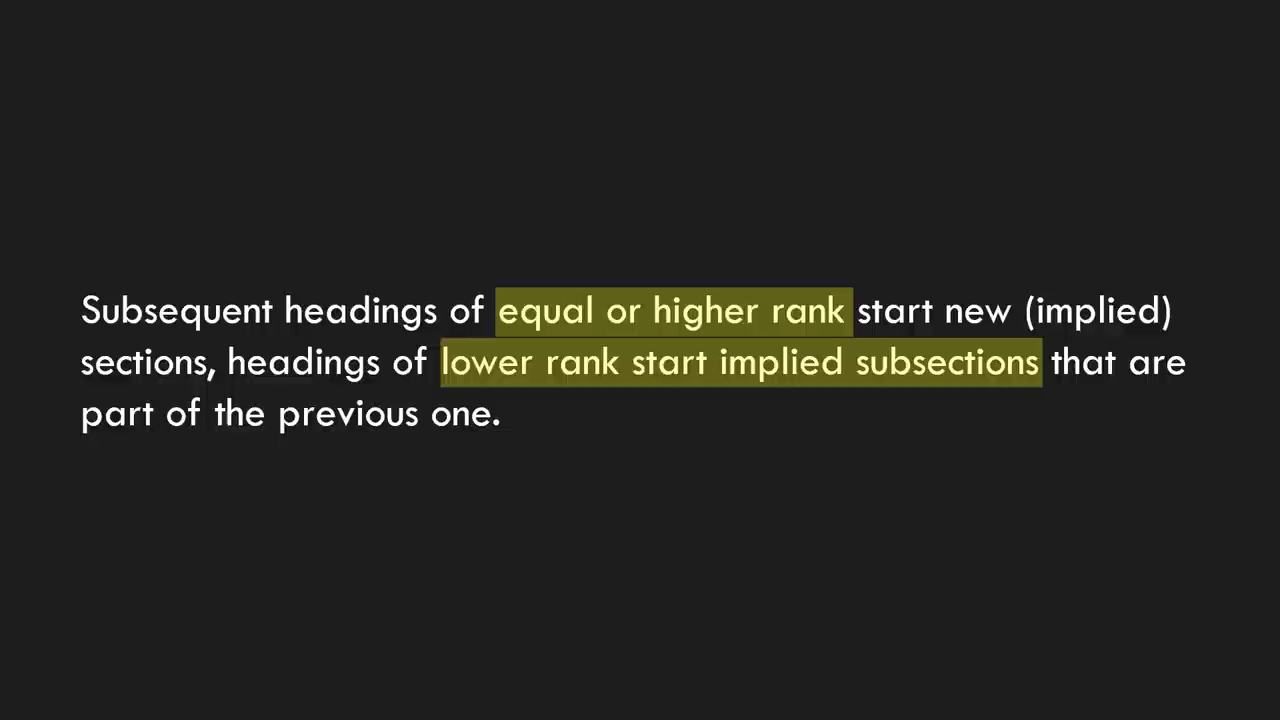 Subsequent headings of equal or higher rank start new (implied)
sections, headings of lower rank start implied subsections that are
part of the previous one.